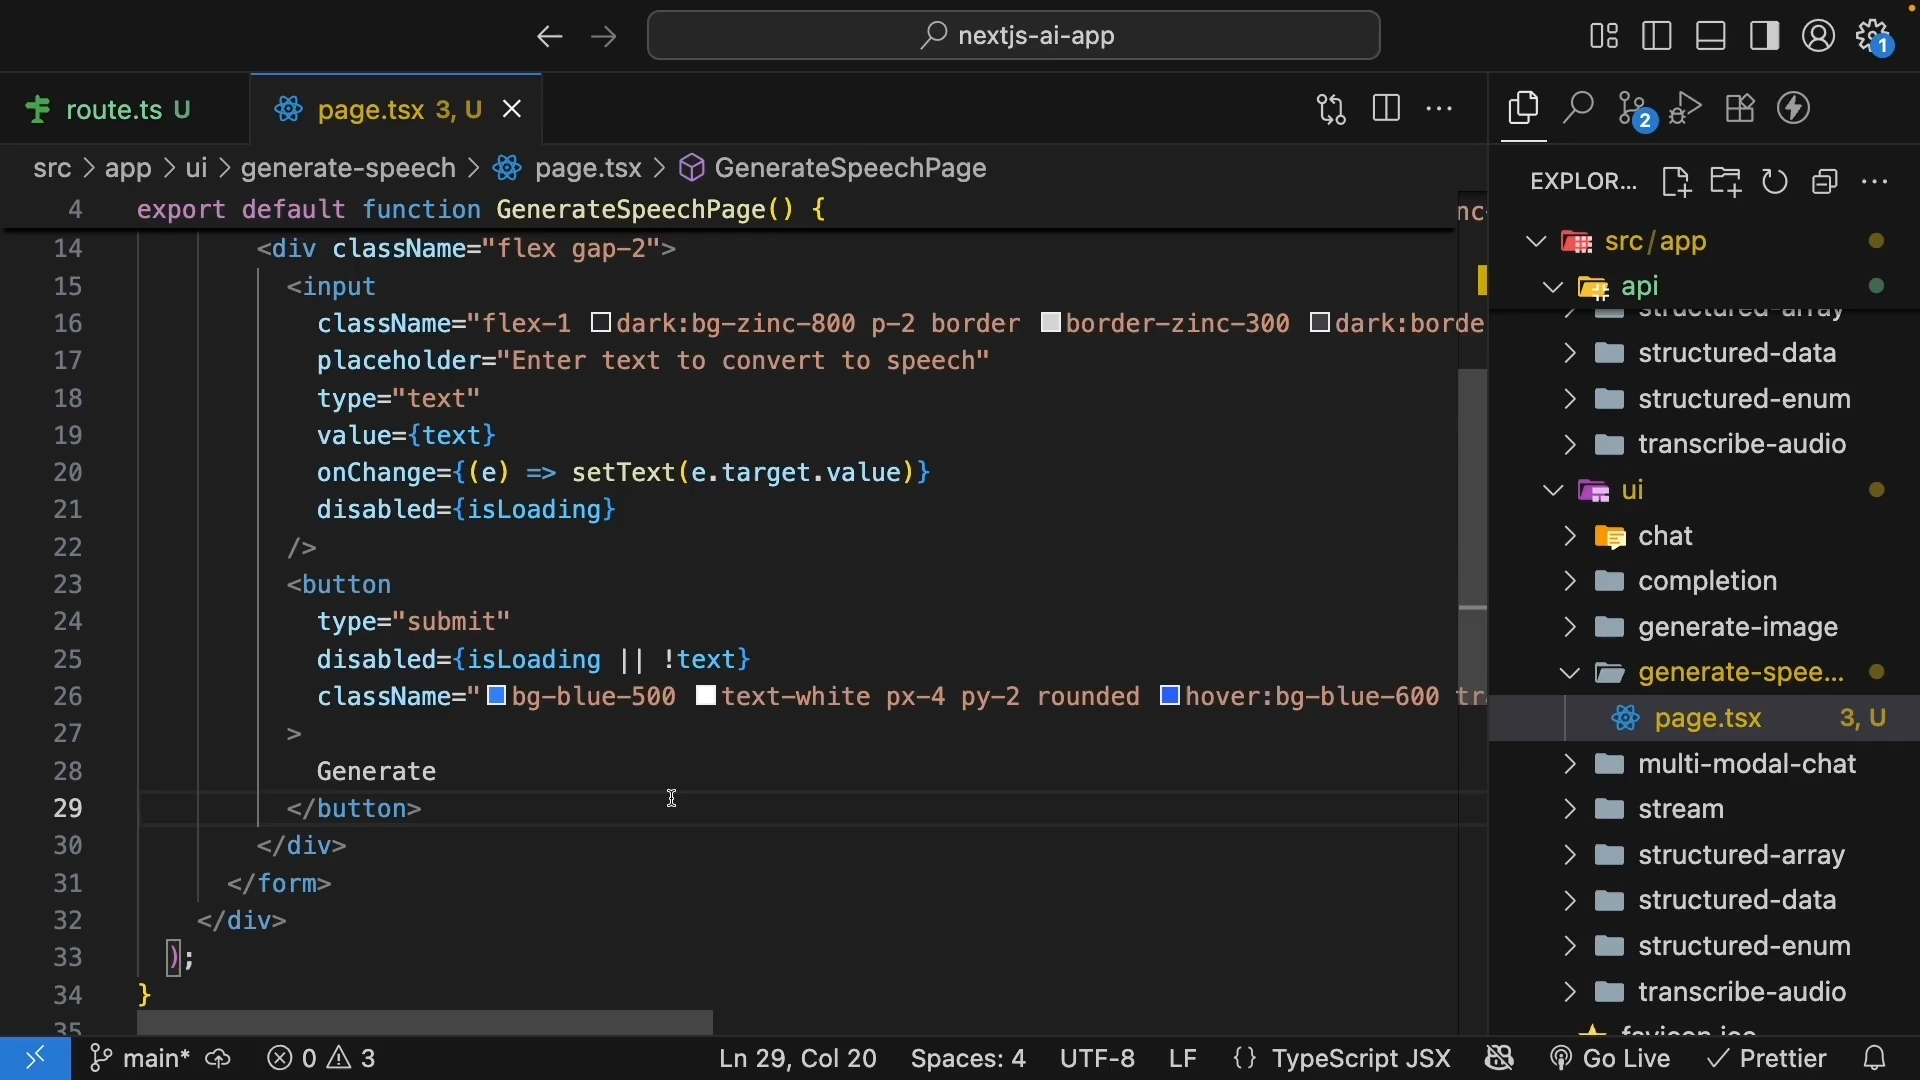 nextjs-ai-app
1
route.ts U
page.tsx 3, U
2
src > app > ui > generate-speech > page.tsx > GenerateSpeechPage
EXPLOR...
4 export default function GenerateSpeechPage() {
14 <div className="flex gap-2">
15 <input
16 className="flex-1 dark:bg-zinc-800 p-2 border border-zinc-300 dark:borde
17 placeholder="Enter text to convert to speech"
18 type="text"
19 value={text}
20 onChange={(e) => setText(e.target.value)}
21 disabled={isLoading}
22 />
23 <button
24 type="submit"
25 disabled={isLoading || !text}
26 className="bg-blue-500 text-white px-4 py-2 rounded hover:bg-blue-600 tr
27 >
28 Generate
29 </button>
30 </div>
31 </form>
32 </div>
33 );
34 }
35
src/app
api
structured-array
structured-data
structured-enum
transcribe-audio
ui
chat
completion
generate-image
generate-spee...
page.tsx 3, U
multi-modal-chat
stream
structured-array
structured-data
structured-enum
transcribe-audio
favicon.ico
main* 0 3 Ln 29, Col 20 Spaces: 4 UTF-8 LF {} TypeScript JSX Go Live Prettier